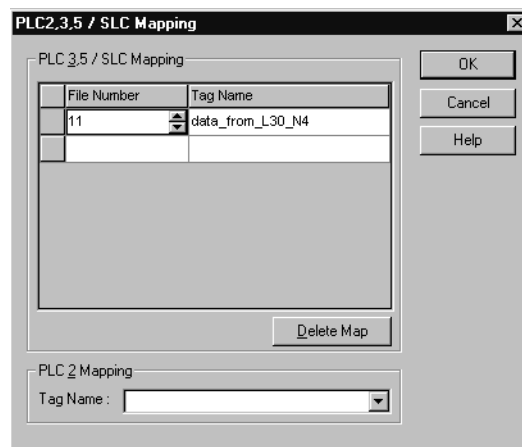 PLC2,3,5 / SLC Mapping
PLC 3,5 / SLC Mapping
File Number Tag Name
11 data_from_L30_N4
Delete Map
PLC 2 Mapping
Tag Name :
OK
Cancel
Help